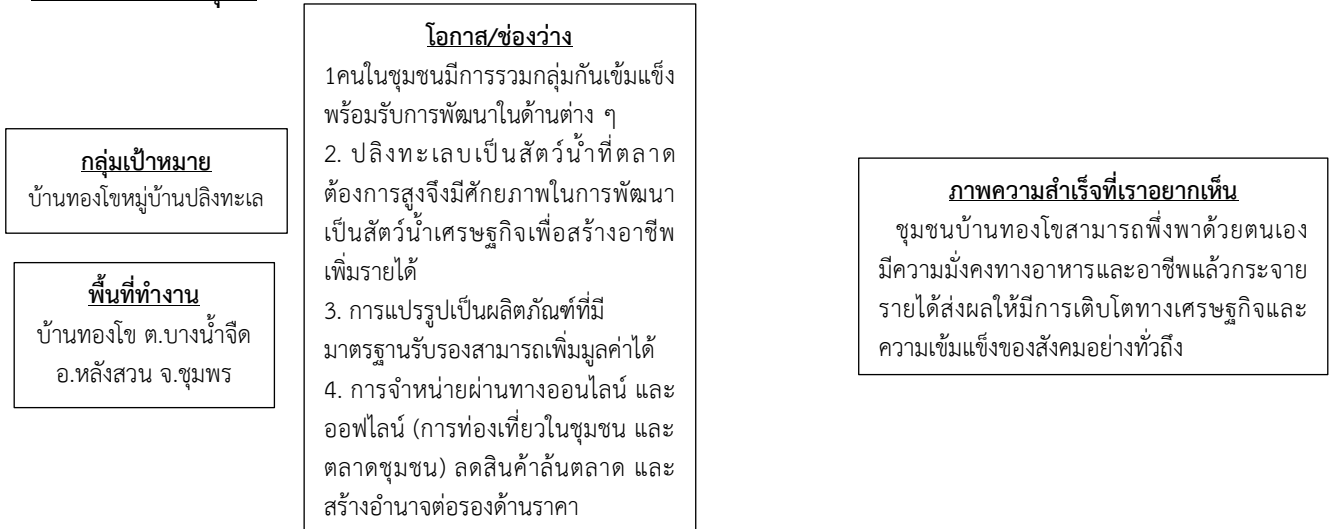 กลุ่มเป้าหมาย
บ้านทองโขหมู่บ้านปลิงทะเล
พื้นที่ทำงาน
บ้านทองโข ต.บางน้ำจืด
อ.หลังสวน จ.ชุมพร
โอกาส/ช่องว่าง
1คนในชุมชนมีการรวมกลุ่มกันเข้มแข็ง
พร้อมรับการพัฒนาในด้านต่าง ๆ
2. ปลิงทะเลบเป็นสัตว์น้ำที่ตลาด
ต้องการสูงจึงมีศักยภาพในการพัฒนา
เป็นสัตว์น้ำเศรษฐกิจเพื่อสร้างอาชีพ
เพิ่มรายได้
3. การแปรรูปเป็นผลิตภัณฑ์ที่มี
มาตรฐานรับรองสามารถเพิ่มมูลค่าได้
4. การจำหน่ายผ่านทางออนไลน์ และ
ออฟไลน์ (การท่องเที่ยวในชุมชน และ
ตลาดชุมชน) ลดสินค้าล้นตลาด และ
สร้างอำนาจต่อรองด้านราคา
ภาพความสำเร็จที่เราอยากเห็น
ชุมชนบ้านทองโขสามารถพึ่งพาด้วยตนเอง
มีความมั่งคงทางอาหารและอาชีพแล้วกระจาย
รายได้ส่งผลให้มีการเติบโตทางเศรษฐกิจและ
ความเข้มแข็งของสังคมอย่างทั่วถึง